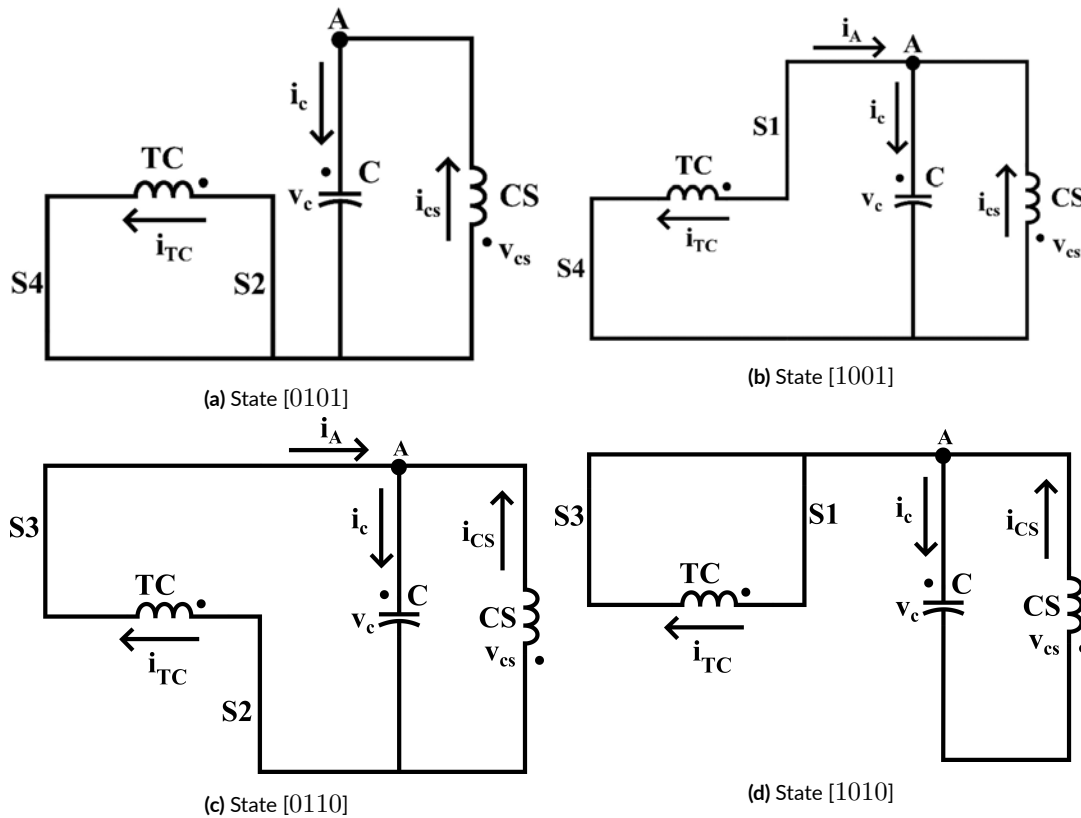 A
i_c
TC
C
v_c
i_cs
CS
i_TC
v_cs
S4
S2
(a) State [0101]
i_A
A
i_c
S1
TC
C
v_c
i_cs
CS
i_TC
v_cs
S4
(b) State [1001]
i_A
A
i_c
i_CS
S3
TC
C
v_c
CS
v_cs
i_TC
S2
(c) State [0110]
A
i_c
i_CS
S3
S1
TC
C
v_c
CS
v_cs
i_TC
(d) State [1010]